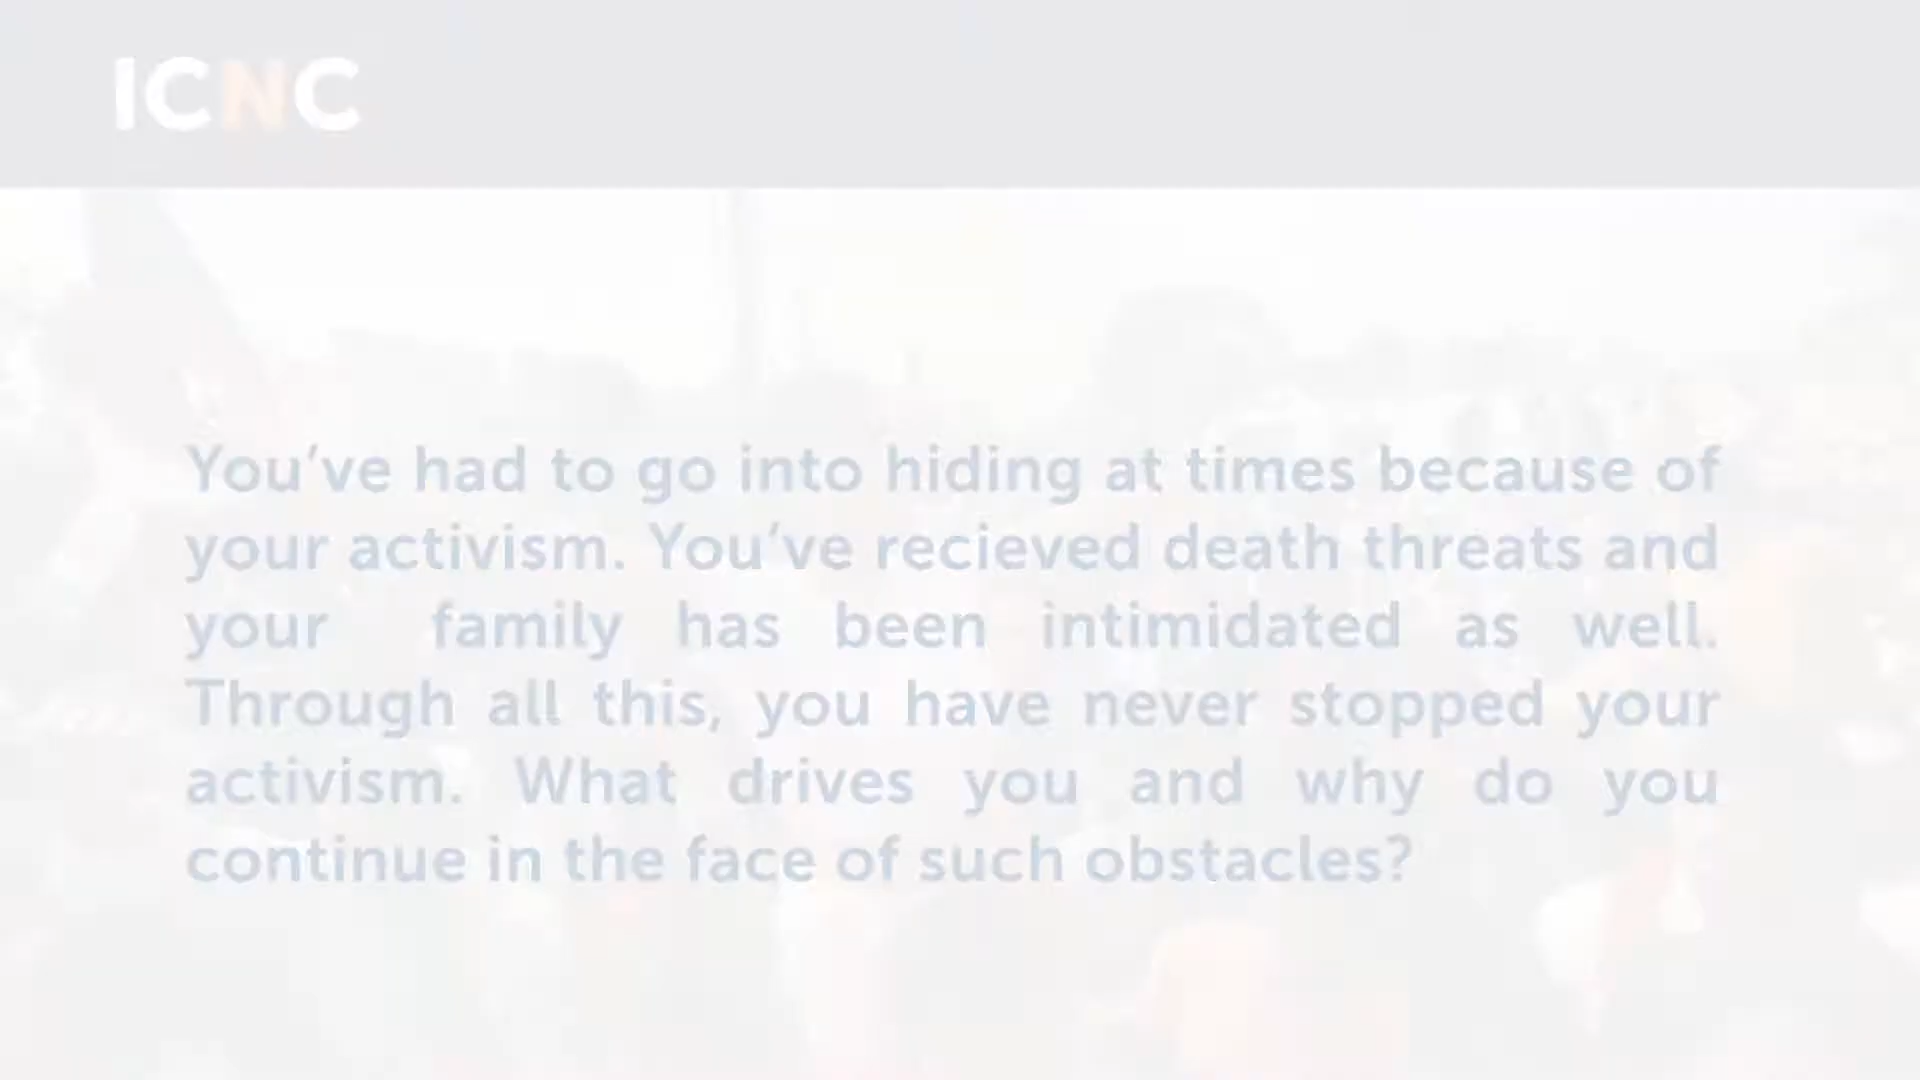 ICNC
You’ve had to go into hiding at times because of
your activism. You’ve recieved death threats and
your family has been intimidated as well.
Through all this, you have never stopped your
activism. What drives you and why do you
continue in the face of such obstacles?